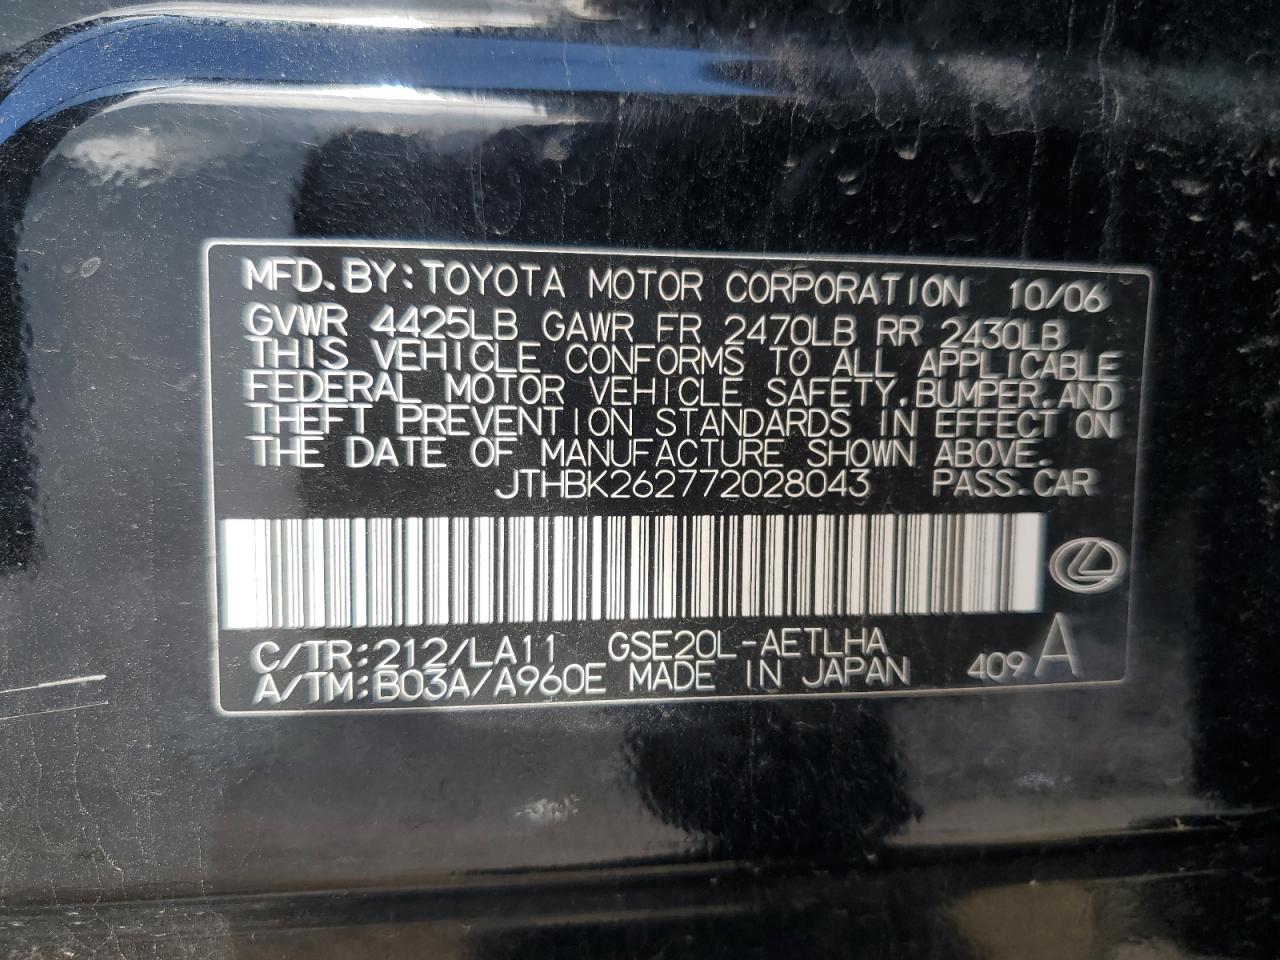 MFD. BY: TOYOTA MOTOR CORPORATION 10/06
GVWR 4425LB GAWR FR 2470LB RR 2430LB
THIS VEHICLE CONFORMS TO ALL APPLICABLE
FEDERAL MOTOR VEHICLE SAFETY, BUMPER, AND
THEFT PREVENTION STANDARDS IN EFFECT ON
THE DATE OF MANUFACTURE SHOWN ABOVE.
JTHBK262772028043 PASS. CAR
C/TR: 212/LA11 GSE20L-AETLHA
A/TM: B03A/A960E MADE IN JAPAN 409 A